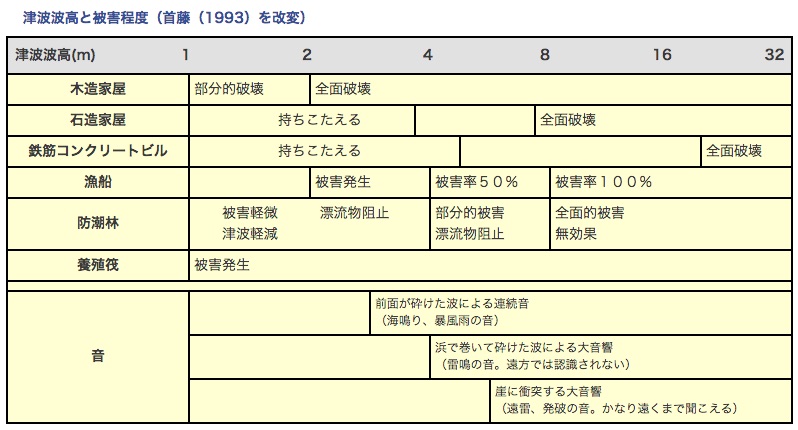 津波波高と被害程度（首藤（1993）を改変）
津波波高(m) 1 2 4 8 16 32
木造家屋 部分的破壊 全面破壊
石造家屋 持ちこたえる 全面破壊
鉄筋コンクリートビル 持ちこたえる 全面破壊
漁船 被害発生 被害率５０％ 被害率１００％
防潮林 被害軽微 漂流物阻止 部分的被害 全面的被害
津波軽減 漂流物阻止 無効果
養殖筏 被害発生
音
前面が砕けた波による連続音
（海鳴り、暴風雨の音）
浜で巻いて砕けた波による大音響
（雷鳴の音。遠方では認識されない）
崖に衝突する大音響
（遠雷、発破の音。かなり遠くまで聞こえる）